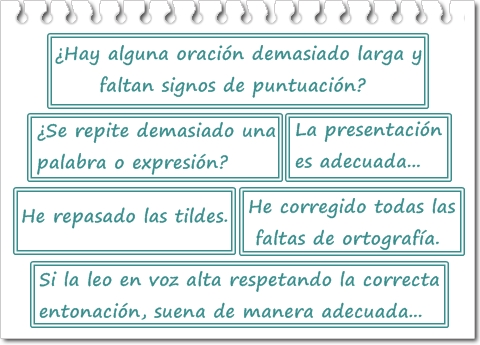 ¿Hay alguna oración demasiado larga y
faltan signos de puntuación?
¿Se repite demasiado una
palabra o expresión?
La presentación
es adecuada...
He repasado las tildes.
He corregido todas las
faltas de ortografía.
Si la leo en voz alta respetando la correcta
entonación, suena de manera adecuada...